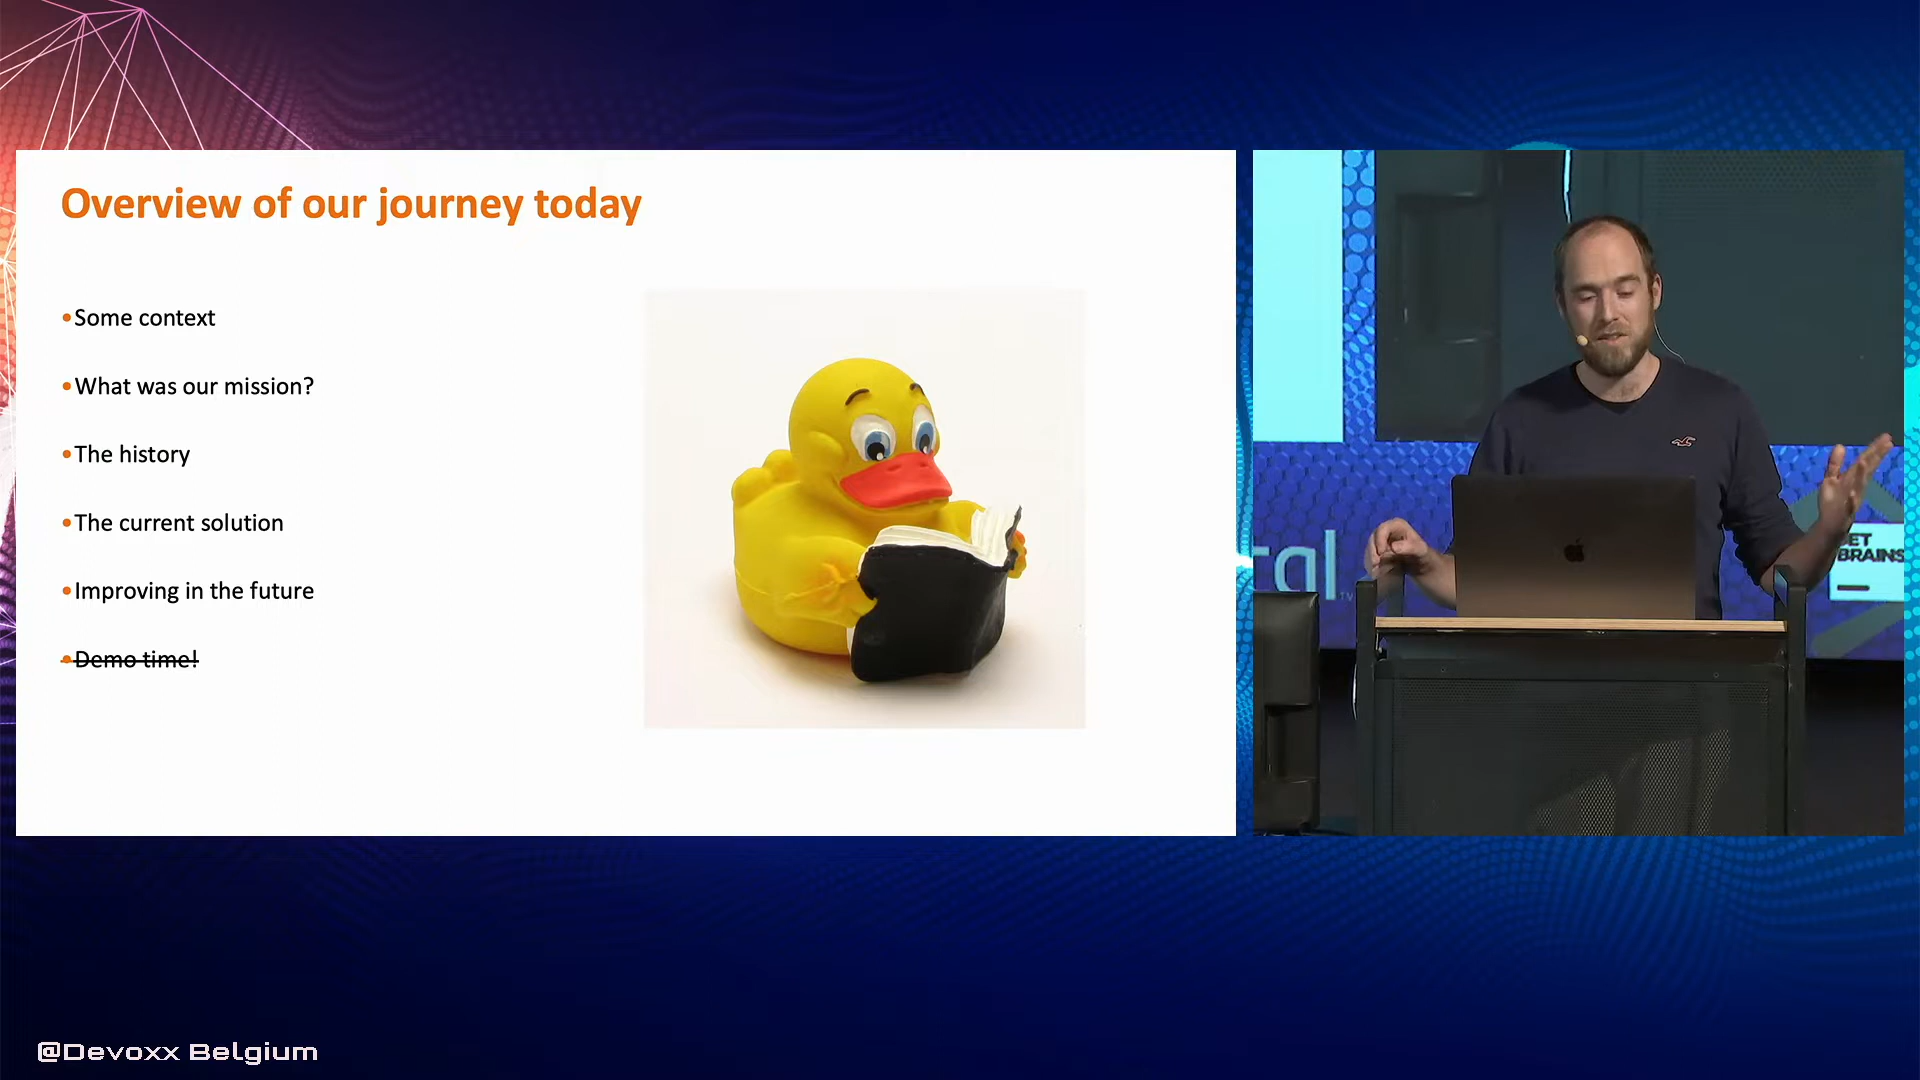 Overview of our journey today
•Some context
•What was our mission?
•The history
•The current solution
•Improving in the future
•Demo time!
JET
BRAINS
@Devoxx Belgium